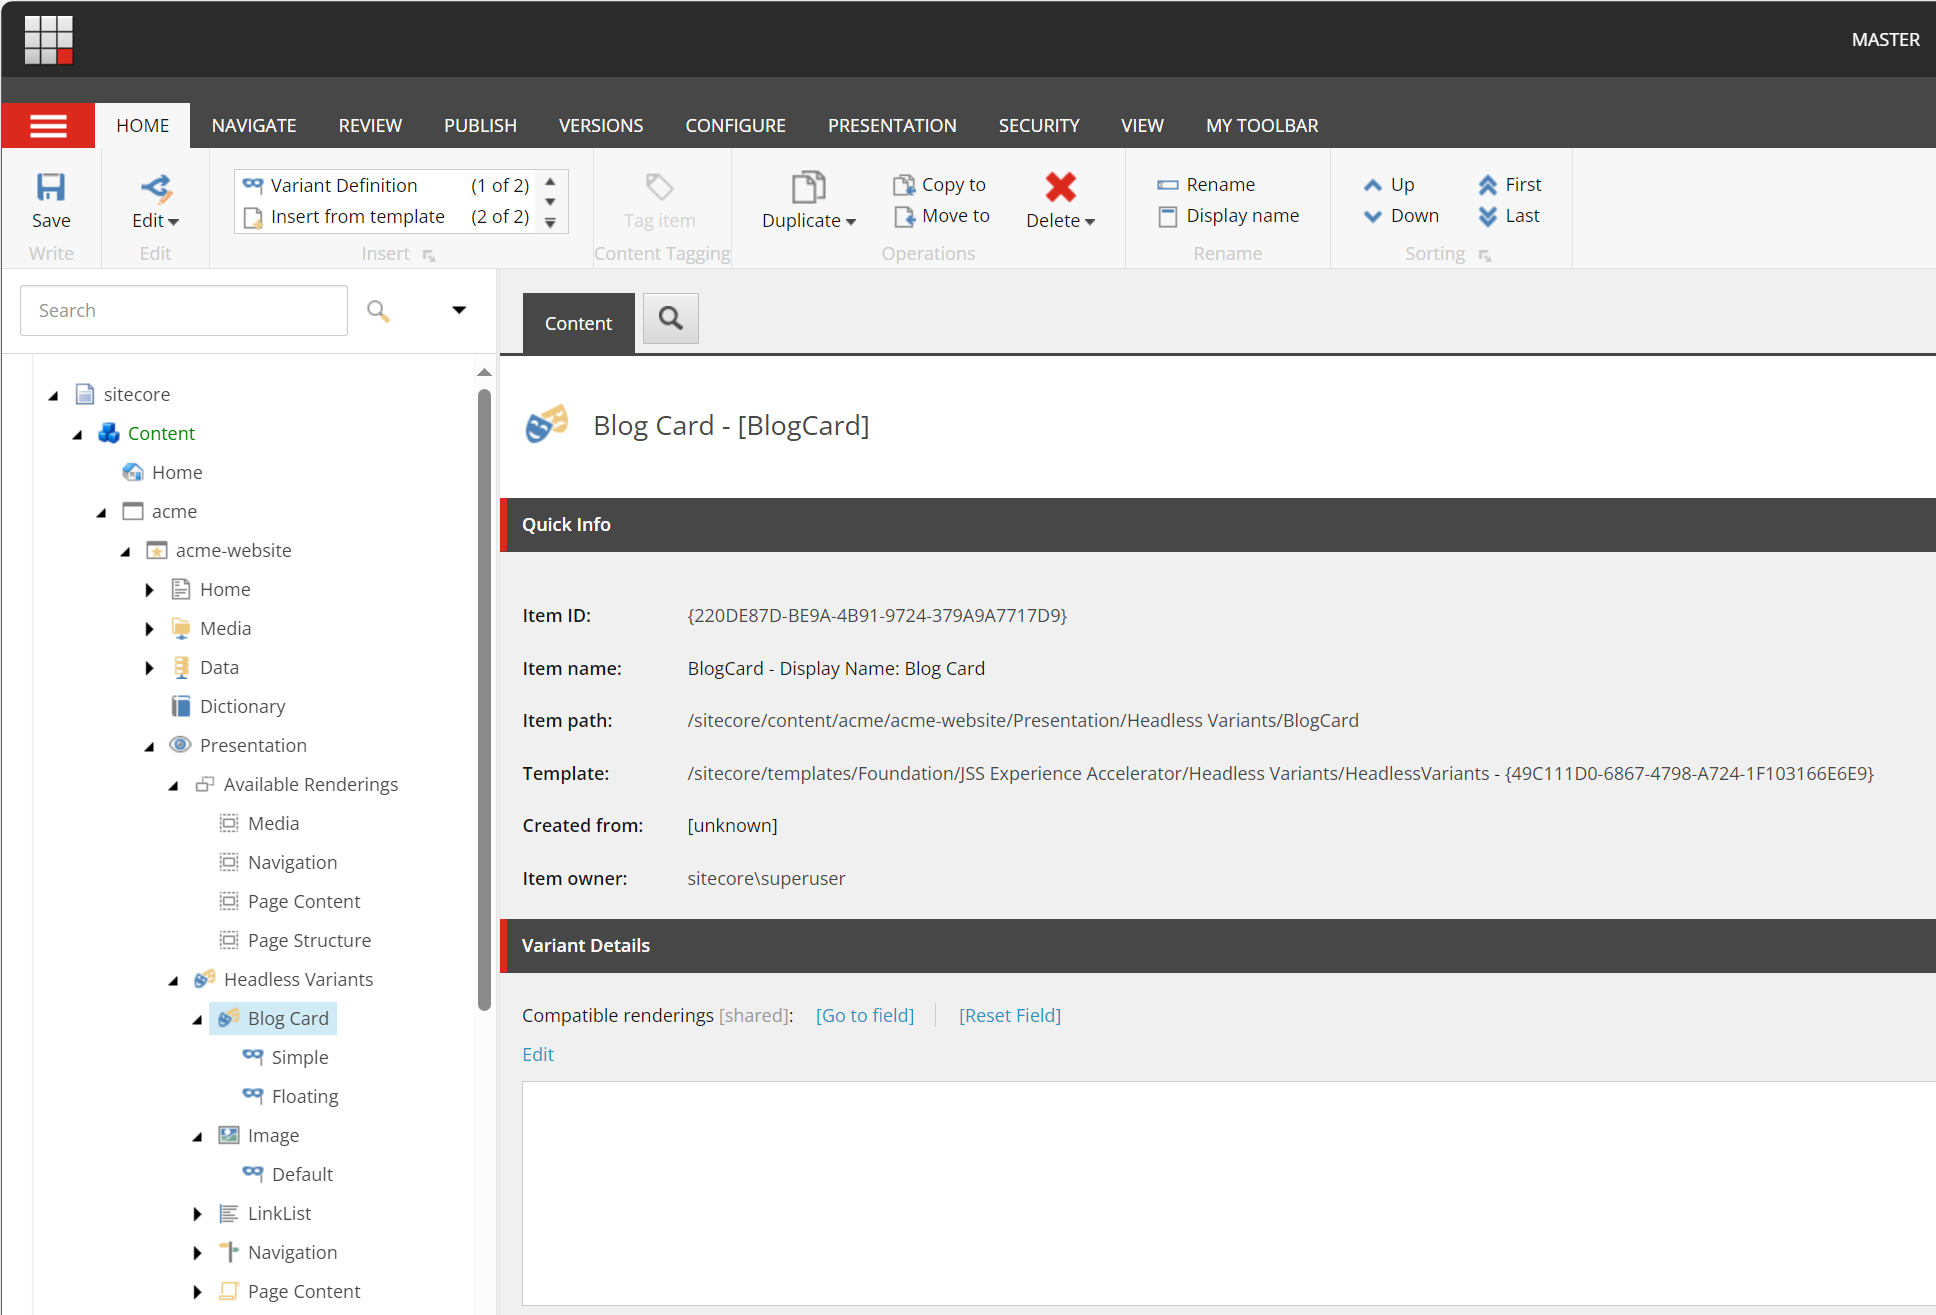 MASTER
HOME NAVIGATE REVIEW PUBLISH VERSIONS CONFIGURE PRESENTATION SECURITY VIEW MY TOOLBAR
Save
Write
Edit
Edit
Variant Definition (1 of 2)
Insert from template (2 of 2)
Insert
Tag item
Content Tagging
Duplicate
Copy to
Move to
Delete
Operations
Rename
Display name
Rename
Up
Down
First
Last
Sorting
Search
sitecore
Content
Home
acme
acme-website
Home
Media
Data
Dictionary
Presentation
Available Renderings
Media
Navigation
Page Content
Page Structure
Headless Variants
Blog Card
Simple
Floating
Image
Default
LinkList
Navigation
Page Content
Content
Blog Card - [BlogCard]
Quick Info
Item ID: {220DE87D-BE9A-4B91-9724-379A9A7717D9}
Item name: BlogCard - Display Name: Blog Card
Item path: /sitecore/content/acme/acme-website/Presentation/Headless Variants/BlogCard
Template: /sitecore/templates/Foundation/JSS Experience Accelerator/Headless Variants/HeadlessVariants - {49C111D0-6867-4798-A724-1F103166E6E9}
Created from: [unknown]
Item owner: sitecore\superuser
Variant Details
Compatible renderings [shared]: [Go to field] [Reset Field]
Edit